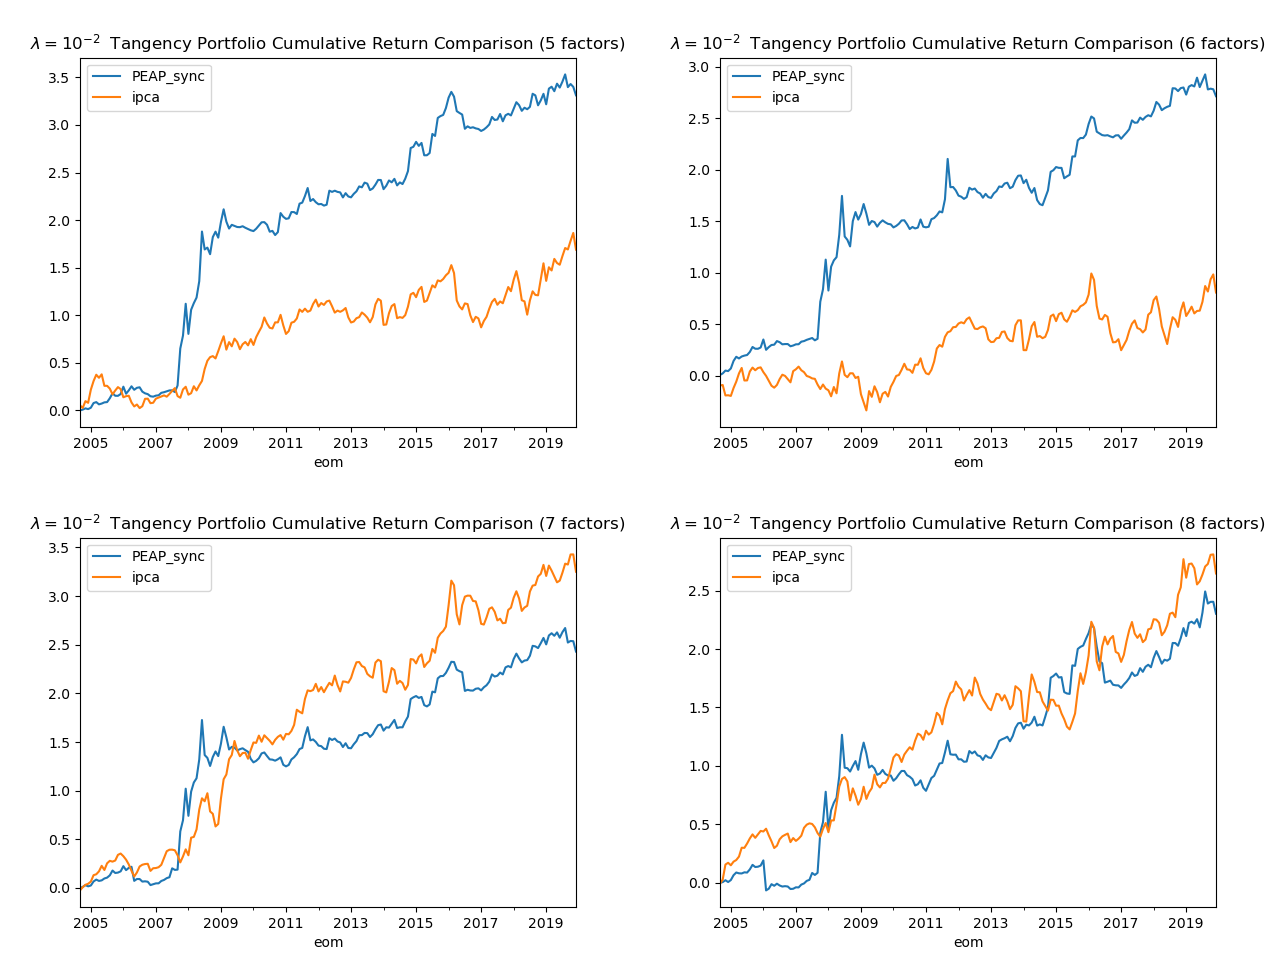 λ = 10⁻² Tangency Portfolio Cumulative Return Comparison (5 factors)
PEAP_sync
ipca
3.5
3.0
2.5
2.0
1.5
1.0
0.5
0.0
2005 2007 2009 2011 2013 2015 2017 2019
eom
λ = 10⁻² Tangency Portfolio Cumulative Return Comparison (6 factors)
PEAP_sync
ipca
3.0
2.5
2.0
1.5
1.0
0.5
0.0
2005 2007 2009 2011 2013 2015 2017 2019
eom
λ = 10⁻² Tangency Portfolio Cumulative Return Comparison (7 factors)
PEAP_sync
ipca
3.5
3.0
2.5
2.0
1.5
1.0
0.5
0.0
2005 2007 2009 2011 2013 2015 2017 2019
eom
λ = 10⁻² Tangency Portfolio Cumulative Return Comparison (8 factors)
PEAP_sync
ipca
2.5
2.0
1.5
1.0
0.5
0.0
2005 2007 2009 2011 2013 2015 2017 2019
eom